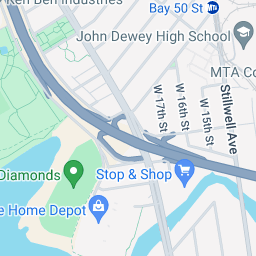 Ken Ben Industries
Bay 50 St
John Dewey High School
MTA Co
W 17th St
W 16th St
W 15th St
Stillwell Ave
Diamonds
Stop & Shop
e Home Depot